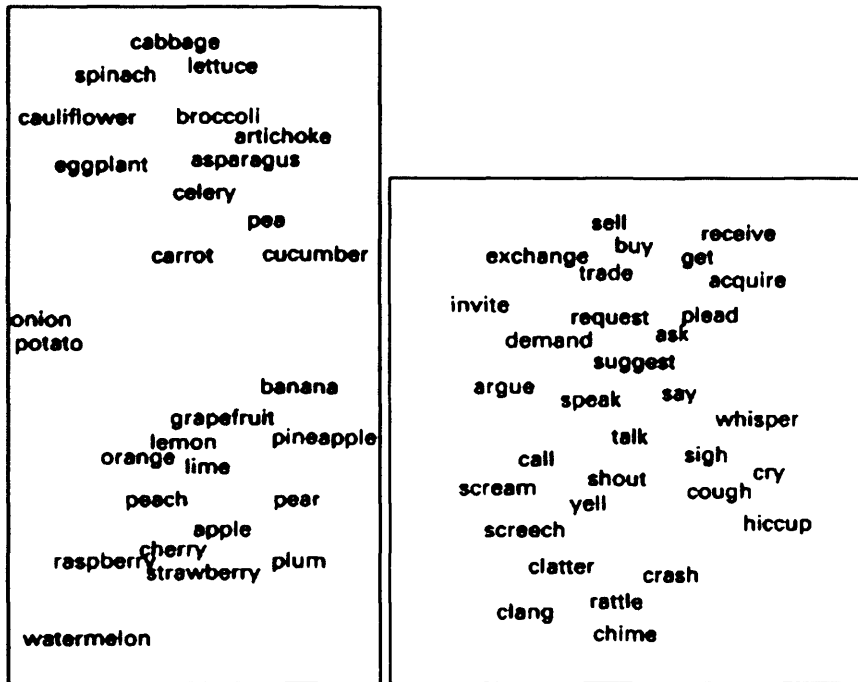 cabbage
lettuce
spinach
cauliflower
broccoli
artichoke
asparagus
eggplant
celery
pea
carrot
cucumber
onion
potato
banana
grapefruit
lemon
pineapple
orange
lime
peach
pear
apple
cherry
raspberry
plum
strawberry
watermelon
sell
receive
buy
exchange
get
trade
acquire
invite
request
plead
demand
ask
suggest
argue
say
speak
whisper
talk
sigh
call
cry
shout
scream
cough
yell
hiccup
screech
clatter
crash
rattle
clang
chime